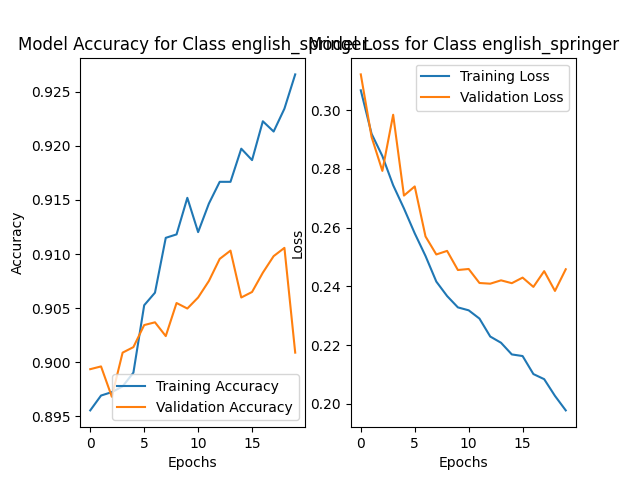 Model Accuracy for Class english_springer
Accuracy
0.925
0.920
0.915
0.910
0.905
0.900
0.895
Training Accuracy
Validation Accuracy
0 5 10 15
Epochs
Model Loss for Class english_springer
Loss
0.30
0.28
0.26
0.24
0.22
0.20
Training Loss
Validation Loss
0 5 10 15
Epochs